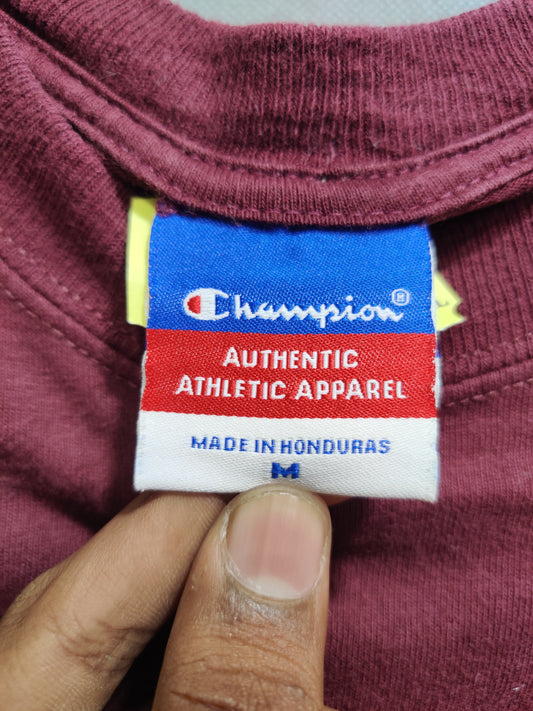 Champion®
AUTHENTIC
ATHLETIC APPAREL
MADE IN HONDURAS
M